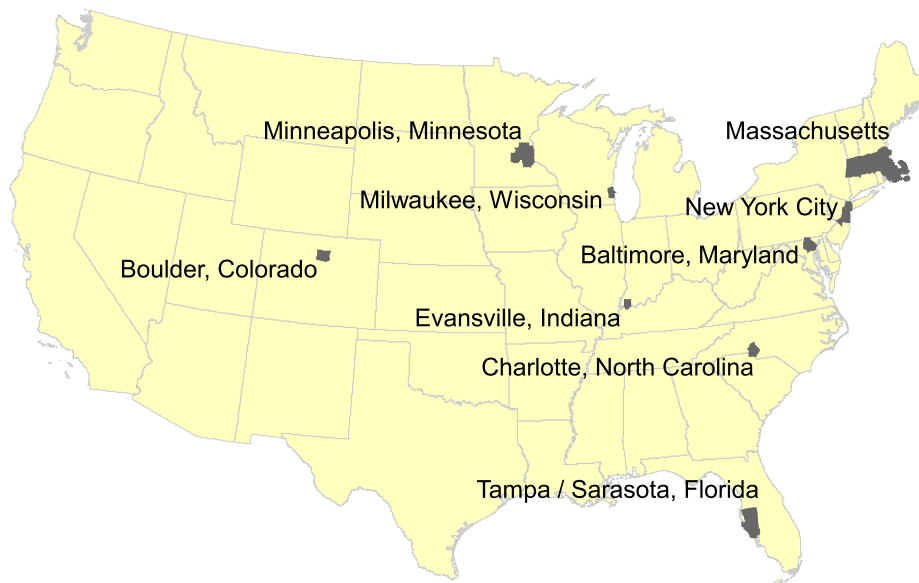 Minneapolis, Minnesota
Massachusetts
Milwaukee, Wisconsin
New York City
Baltimore, Maryland
Boulder, Colorado
Evansville, Indiana
Charlotte, North Carolina
Tampa / Sarasota, Florida